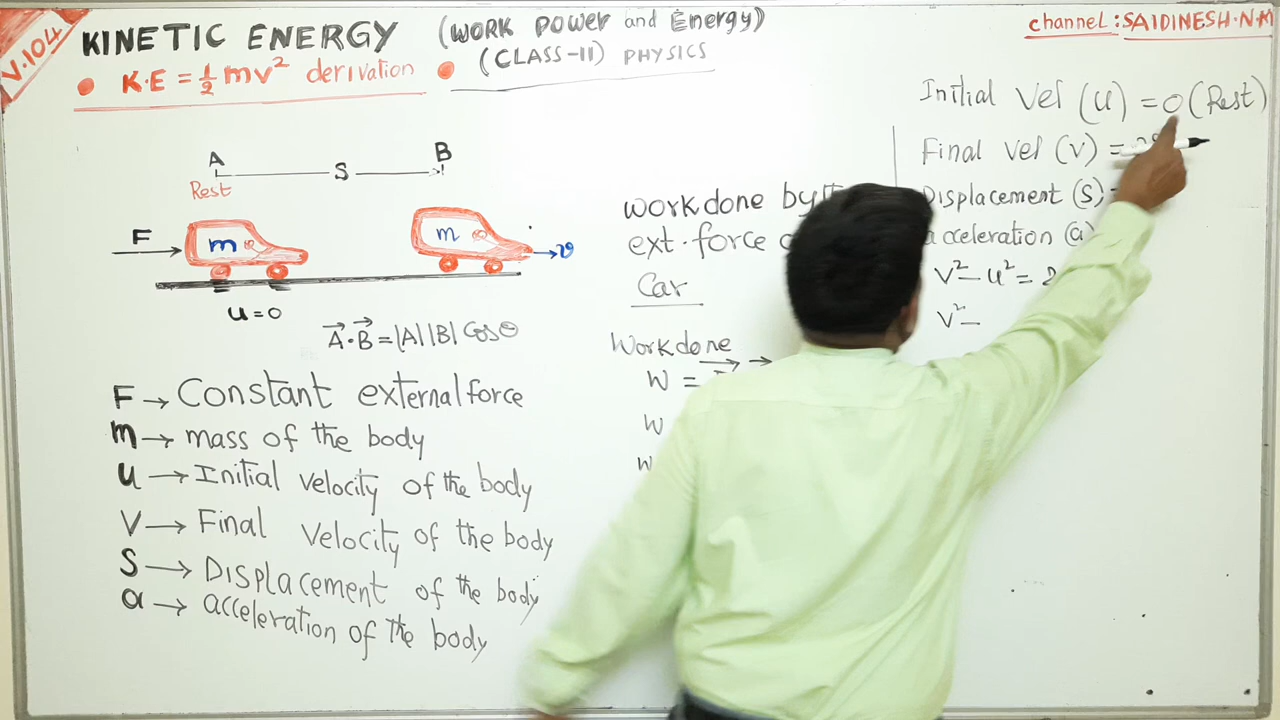 V.104
KINETIC ENERGY (WORK POWER and Energy)
• K.E = ½ mv² derivation • (CLASS-11) PHYSICS
channel: SAIDINESH.N.M
A S B
Rest
F m m v
u = 0
A⃗·B⃗ = |A||B| Cosθ
F → Constant external force
m → mass of the body
u → Initial velocity of the body
V → Final velocity of the body
S → Displacement of the body
a → acceleration of the body
workdone by
ext. force
Car
Workdone
W =
W
W
Initial Vel (u) = 0 (Rest)
Final Vel (v) =
Displacement (s)
acceleration (a)
V² - u² = 2
V² -